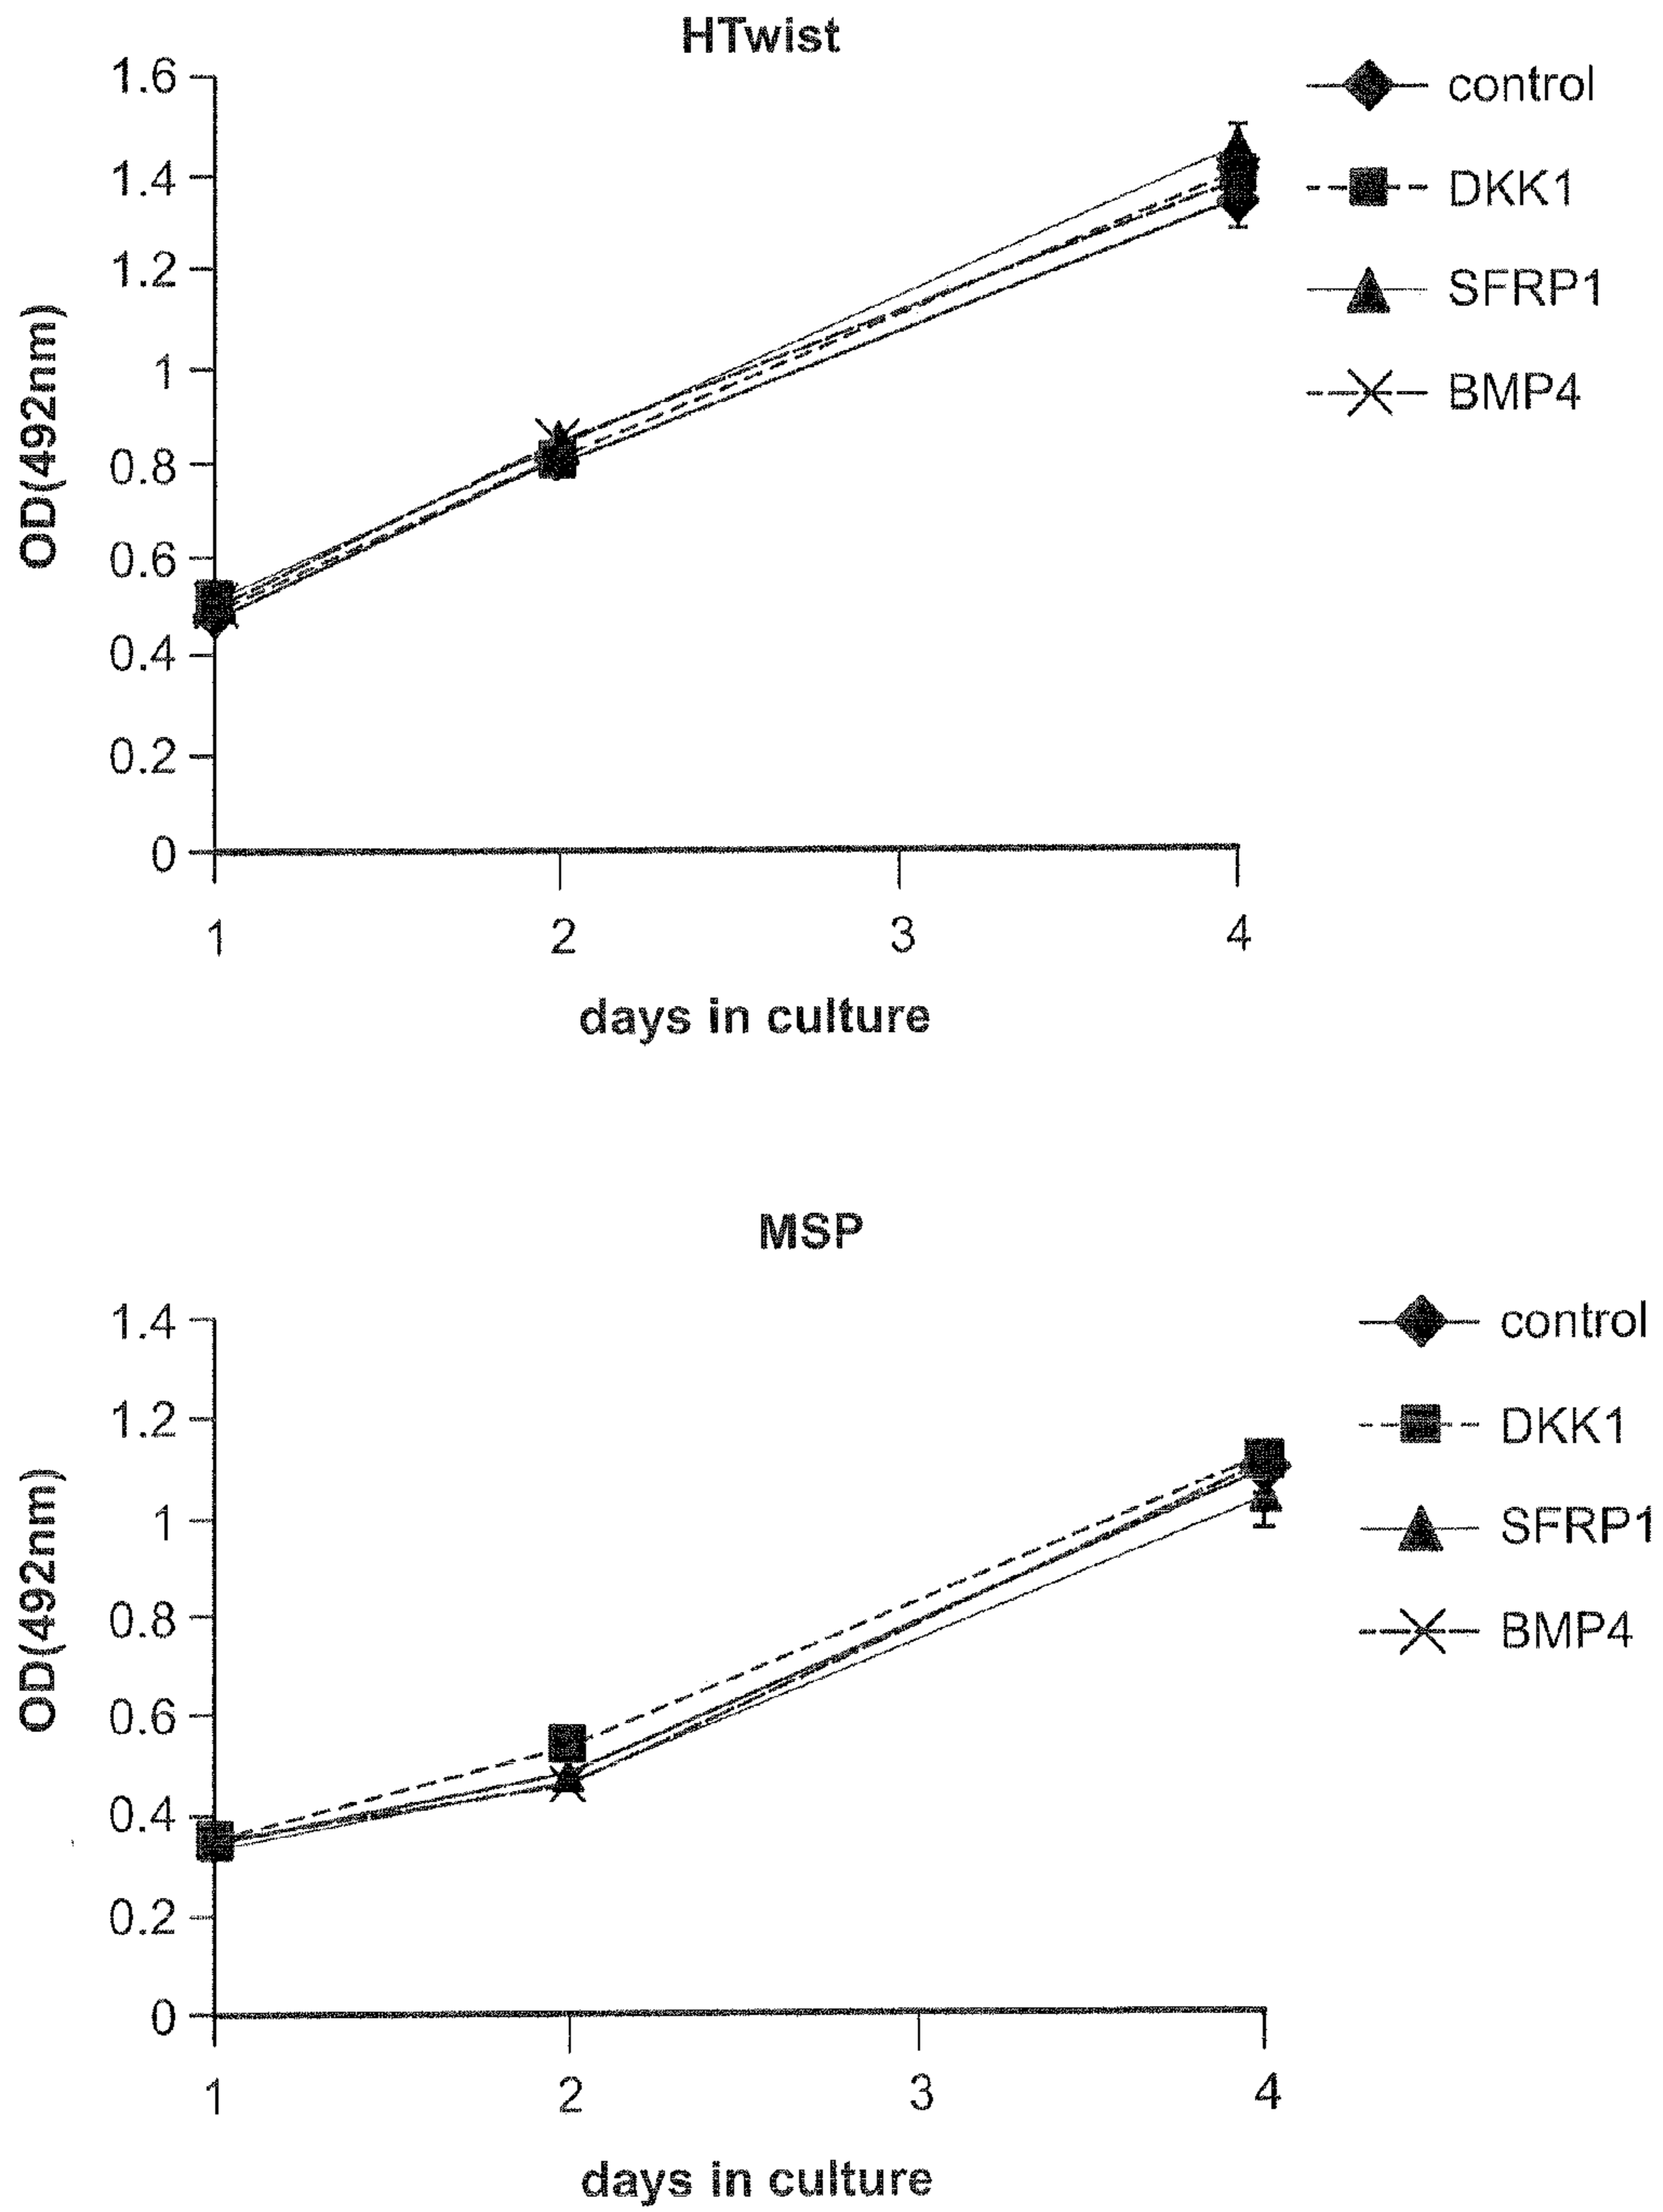 HTwist
1.6
1.4
1.2
1
0.8
0.6
0.4
0.2
0
OD(492nm)
1 2 3 4
days in culture
control
DKK1
SFRP1
BMP4
MSP
1.4
1.2
1
0.8
0.6
0.4
0.2
0
OD(492nm)
1 2 3 4
days in culture
control
DKK1
SFRP1
BMP4